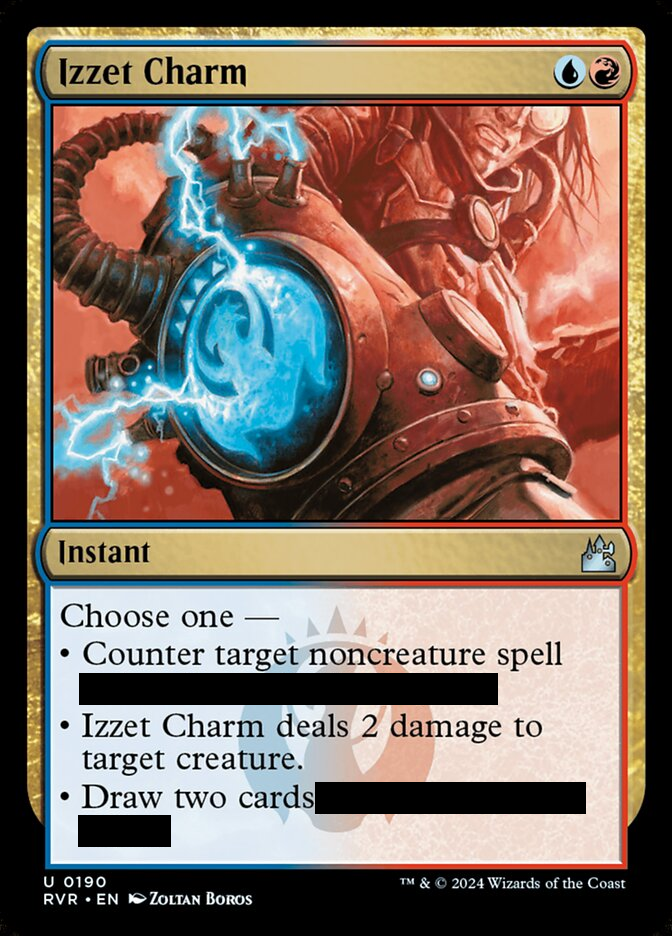 Izzet Charm
Instant
Choose one —
• Counter target noncreature spell
• Izzet Charm deals 2 damage to
target creature.
• Draw two cards
U 0190
RVR • EN Zoltan Boros
™ & © 2024 Wizards of the Coast